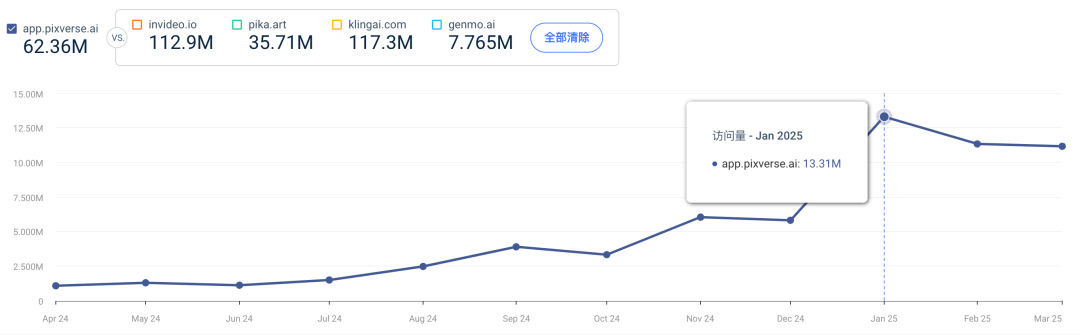 app.pixverse.ai
62.36M
VS.
invideo.io
112.9M
pika.art
35.71M
klingai.com
117.3M
genmo.ai
7.765M
全部清除
15.00M
12.50M
10.00M
7.500M
5.000M
2.500M
0
访问量 - Jan 2025
app.pixverse.ai: 13.31M
Apr 24 May 24 Jun 24 Jul 24 Aug 24 Sep 24 Oct 24 Nov 24 Dec 24 Jan 25 Feb 25 Mar 25